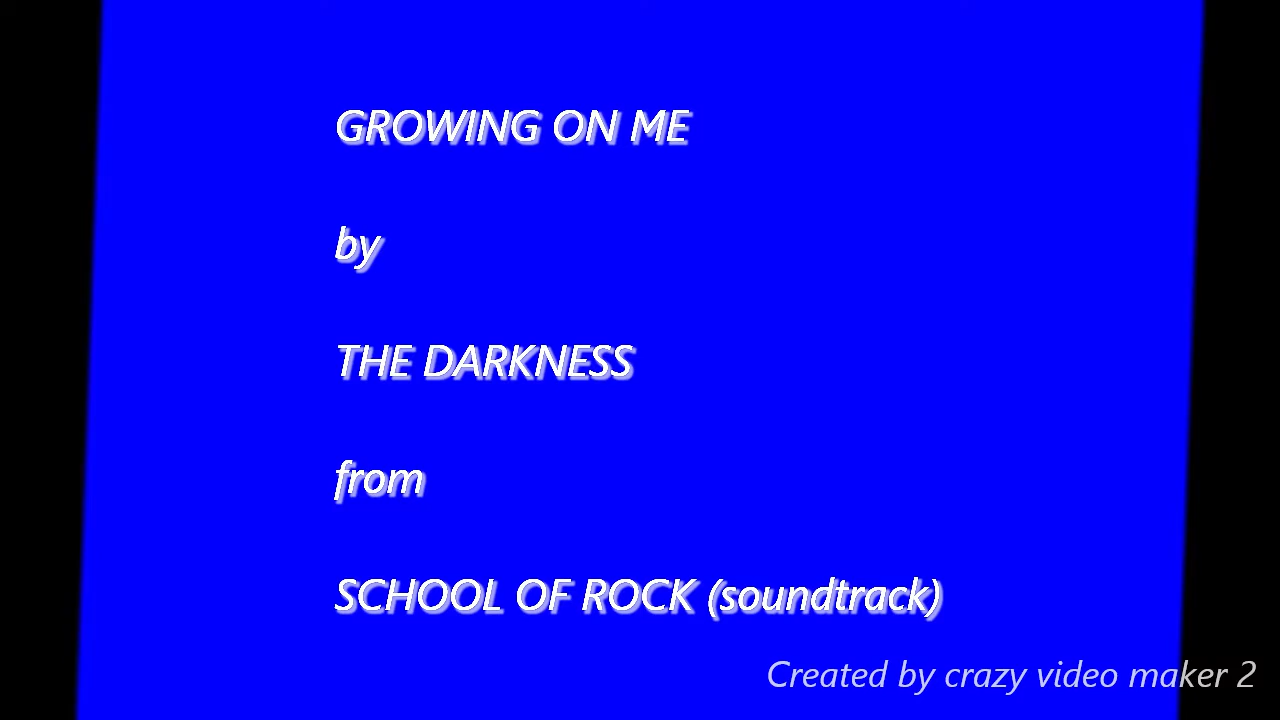 GROWING ON ME
by
THE DARKNESS
from
SCHOOL OF ROCK (soundtrack)
Created by crazy video maker 2